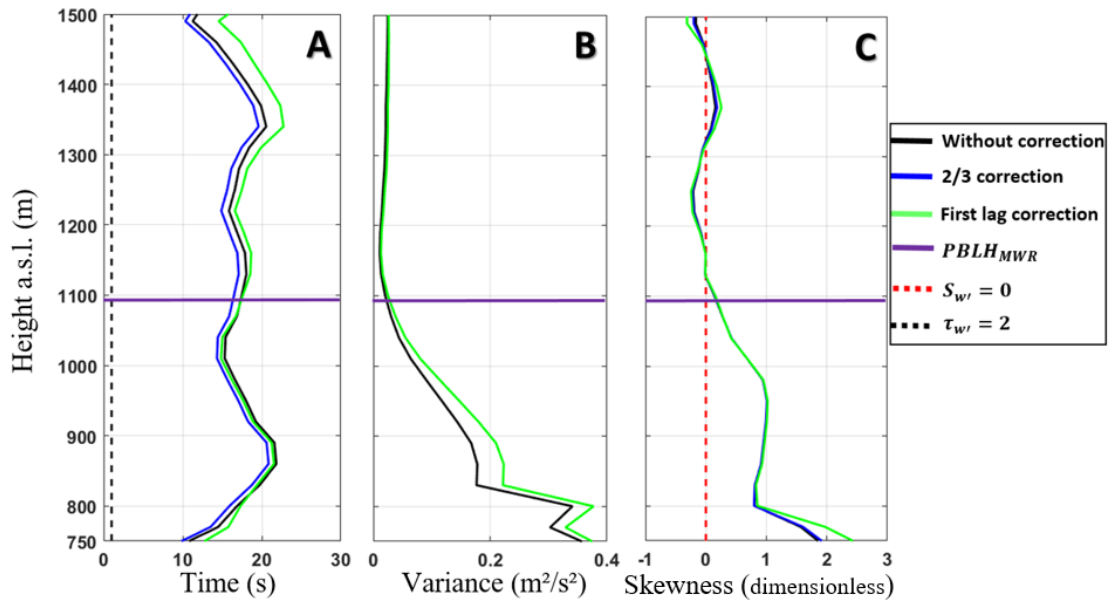 1500
1400
1300
1200
1100
1000
900
800
750
Height a.s.l. (m)
A
B
C
0 10 20 30
0 0.2 0.4
-1 0 1 2 3
Time (s)
Variance (m²/s²)
Skewness (dimensionless)
Without correction
2/3 correction
First lag correction
PBLH_MWR
S_w′ = 0
τ_w′ = 2